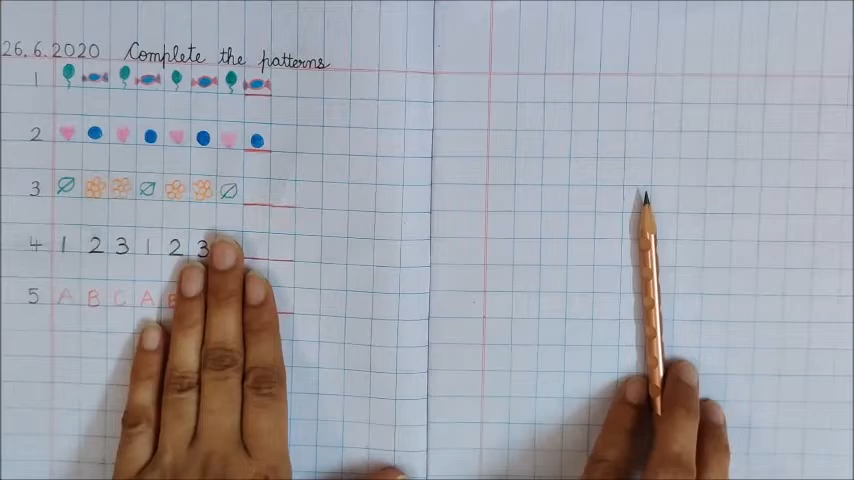 26.6.2020 Complete the patterns
1
2
3
4 1 2 3 1 2 3
5 A B C A B